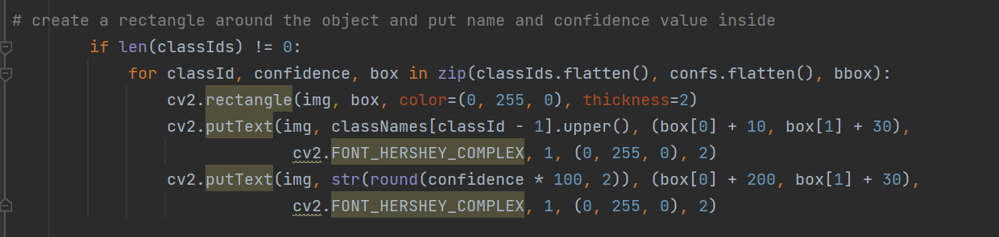 # create a rectangle around the object and put name and confidence value inside
if len(classIds) != 0:
for classId, confidence, box in zip(classIds.flatten(), confs.flatten(), bbox):
cv2.rectangle(img, box, color=(0, 255, 0), thickness=2)
cv2.putText(img, classNames[classId - 1].upper(), (box[0] + 10, box[1] + 30),
cv2.FONT_HERSHEY_COMPLEX, 1, (0, 255, 0), 2)
cv2.putText(img, str(round(confidence * 100, 2)), (box[0] + 200, box[1] + 30),
cv2.FONT_HERSHEY_COMPLEX, 1, (0, 255, 0), 2)